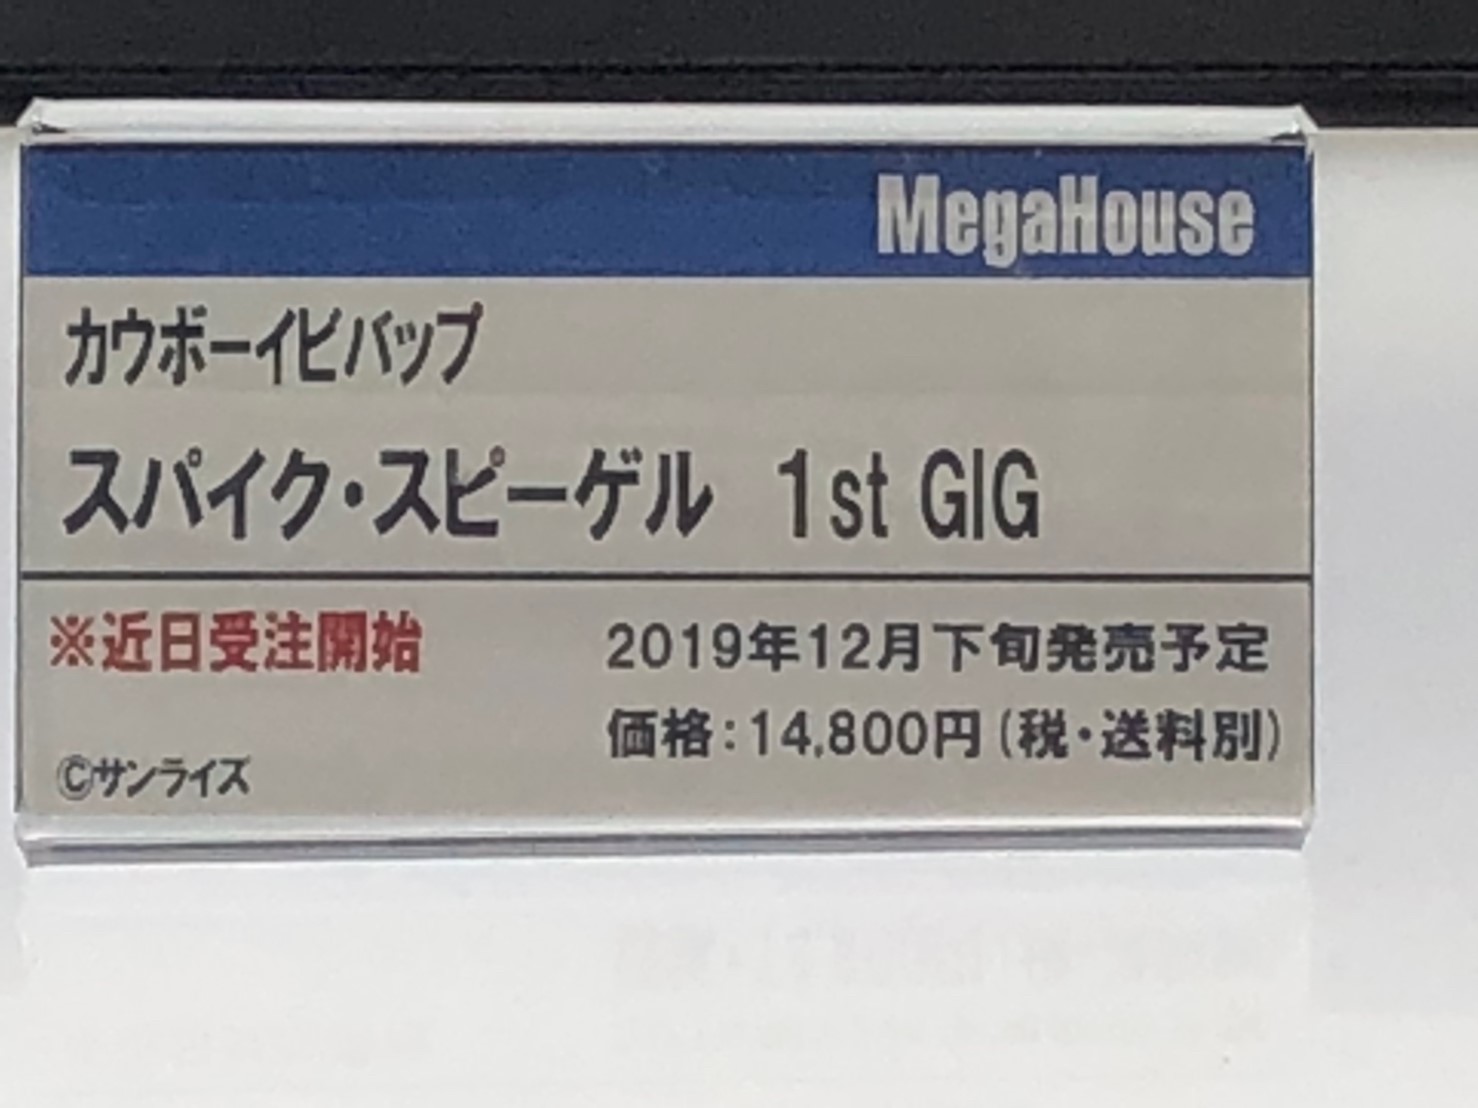 MegaHouse
カウボーイビバップ
スパイク・スピーゲル 1st GIG
※近日受注開始
2019年12月下旬発売予定
価格:14,800円(税・送料別)
©サンライズ